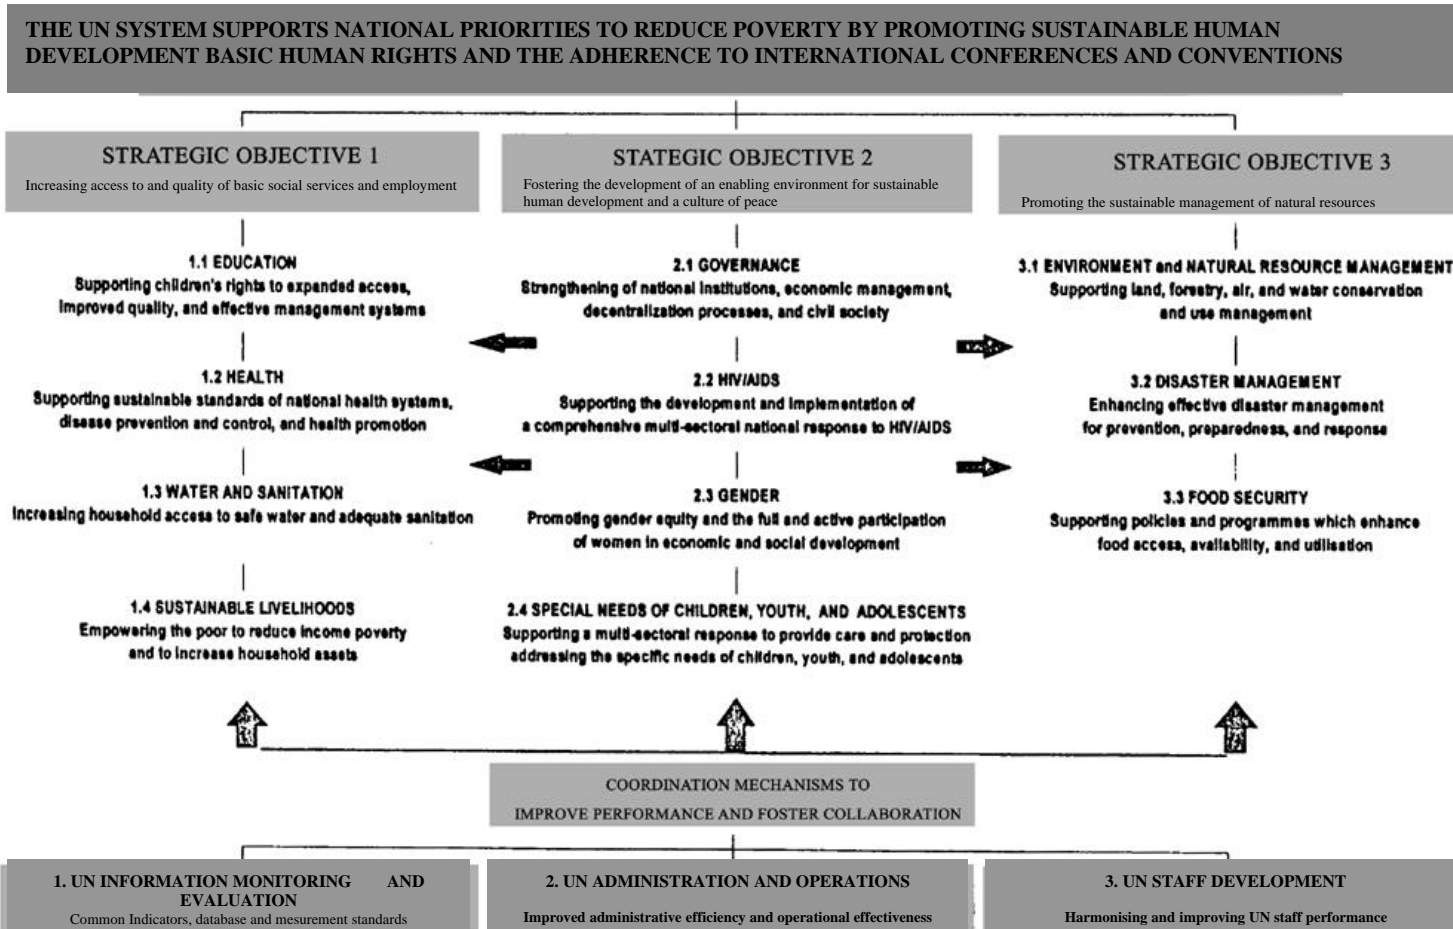 THE UN SYSTEM SUPPORTS NATIONAL PRIORITIES TO REDUCE POVERTY BY PROMOTING SUSTAINABLE HUMAN
DEVELOPMENT BASIC HUMAN RIGHTS AND THE ADHERENCE TO INTERNATIONAL CONFERENCES AND CONVENTIONS
STRATEGIC OBJECTIVE 1
Increasing access to and quality of basic social services and employment
1.1 EDUCATION
Supporting children's rights to expanded access,
Improved quality, and effective management systems
1.2 HEALTH
Supporting sustainable standards of national health systems,
disease prevention and control, and health promotion
1.3 WATER AND SANITATION
Increasing household access to safe water and adequate sanitation
1.4 SUSTAINABLE LIVELIHOODS
Empowering the poor to reduce income poverty
and to increase household assets
STATEGIC OBJECTIVE 2
Fostering the development of an enabling environment for sustainable
human development and a culture of peace
2.1 GOVERNANCE
Strengthening of national institutions, economic management,
decentralization processes, and civil society
2.2 HIV/AIDS
Supporting the development and implementation of
a comprehensive multi-sectoral national response to HIV/AIDS
2.3 GENDER
Promoting gender equity and the full and active participation
of women in economic and social development
2.4 SPECIAL NEEDS OF CHILDREN, YOUTH, AND ADOLESCENTS
Supporting a multi-sectoral response to provide care and protection
addressing the specific needs of children, youth, and adolescents
STRATEGIC OBJECTIVE 3
Promoting the sustainable management of natural resources
3.1 ENVIRONMENT and NATURAL RESOURCE MANAGEMENT
Supporting land, forestry, air, and water conservation
and use management
3.2 DISASTER MANAGEMENT
Enhancing effective disaster management
for prevention, preparedness, and response
3.3 FOOD SECURITY
Supporting policies and programmes which enhance
food access, availability, and utilisation
COORDINATION MECHANISMS TO
IMPROVE PERFORMANCE AND FOSTER COLLABORATION
1. UN INFORMATION MONITORING AND
EVALUATION
Common Indicators, database and mesurement standards
2. UN ADMINISTRATION AND OPERATIONS
Improved administrative efficiency and operational effectiveness
3. UN STAFF DEVELOPMENT
Harmonising and improving UN staff performance